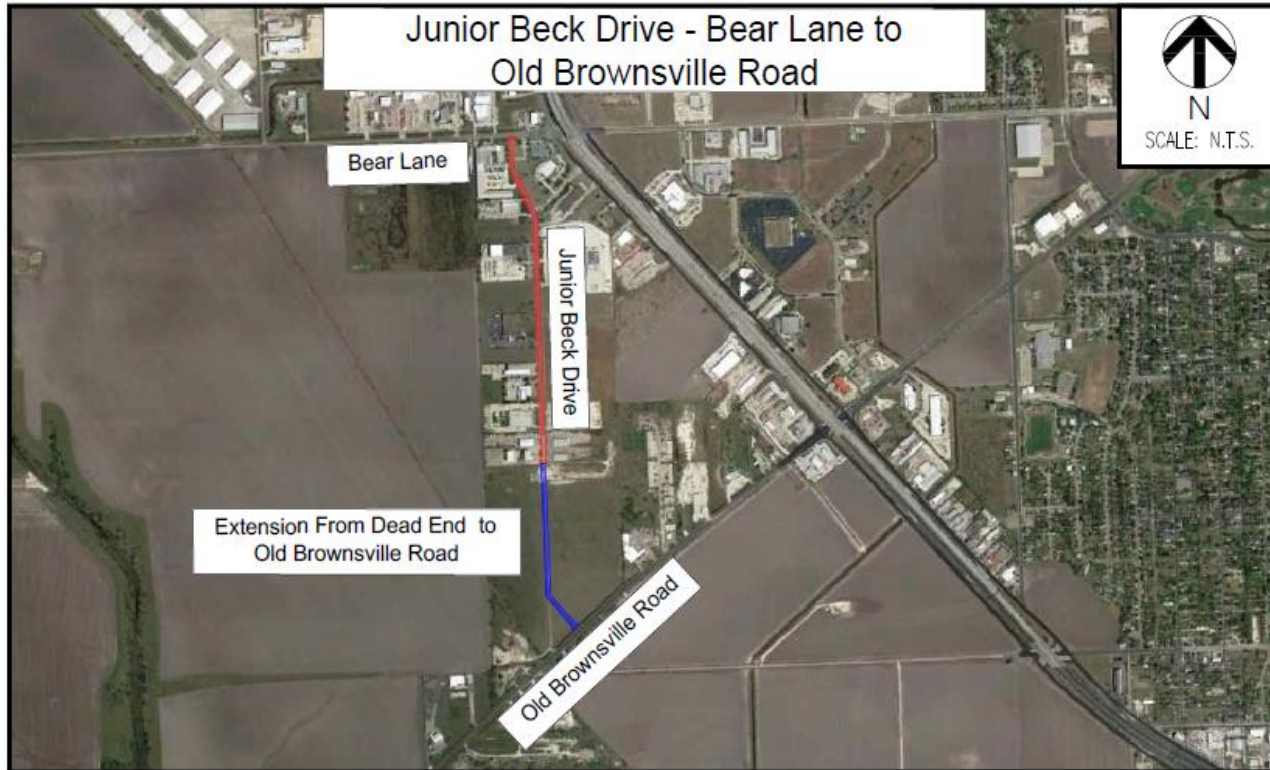 Junior Beck Drive - Bear Lane to
Old Brownsville Road
N
SCALE: N.T.S.
Bear Lane
Junior Beck Drive
Extension From Dead End to
Old Brownsville Road
Old Brownsville Road